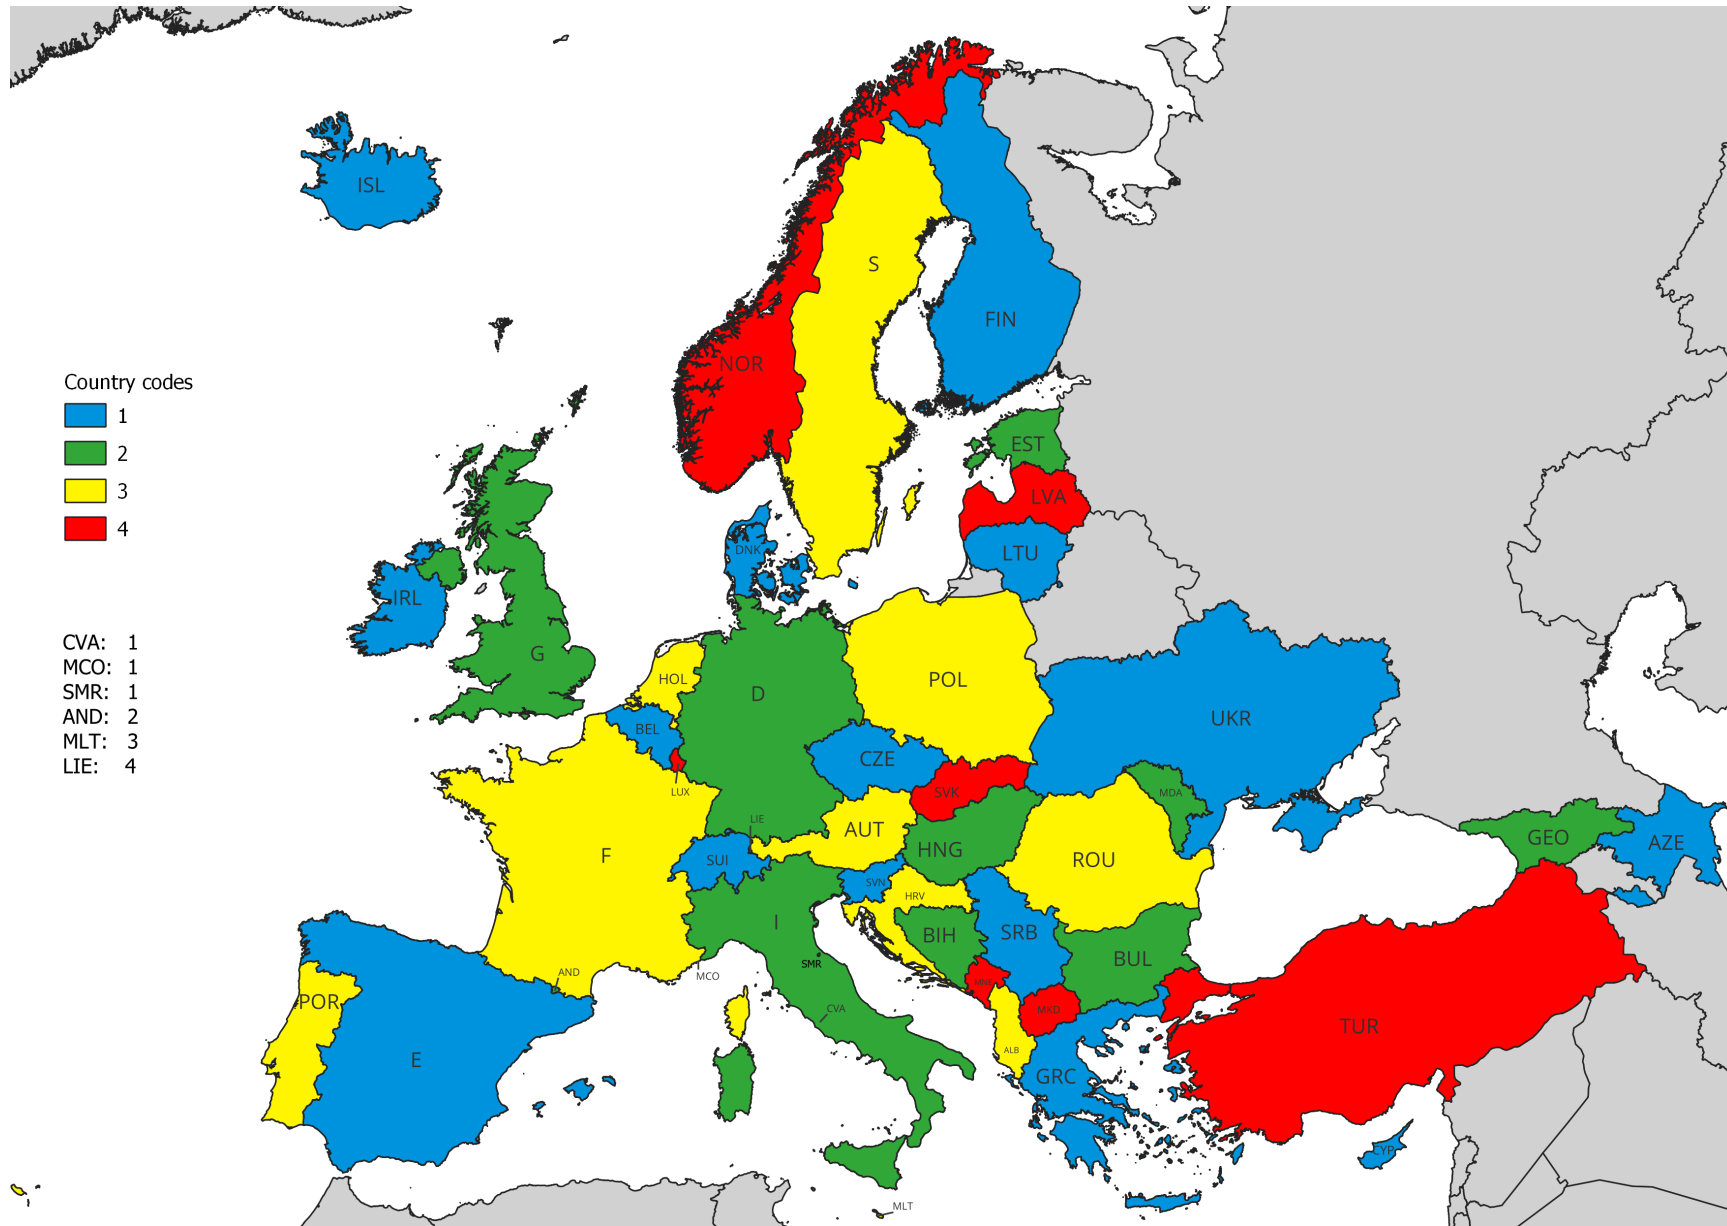 ISL
S
FIN
NOR
Country codes
1
2
3
4
EST
LVA
DNK
LTU
IRL
G
CVA: 1
MCO: 1
SMR: 1
AND: 2
MLT: 3
LIE: 4
HOL
D
POL
BEL
UKR
CZE
LUX
SVK
MDA
LIE
AUT
GEO
AZE
F
SUI
HNG
ROU
SVN
HRV
I
BIH
SRB
BUL
SMR
AND
MCO
MNE
POR
CVA
MKD
TUR
E
ALB
GRC
CYP
MLT